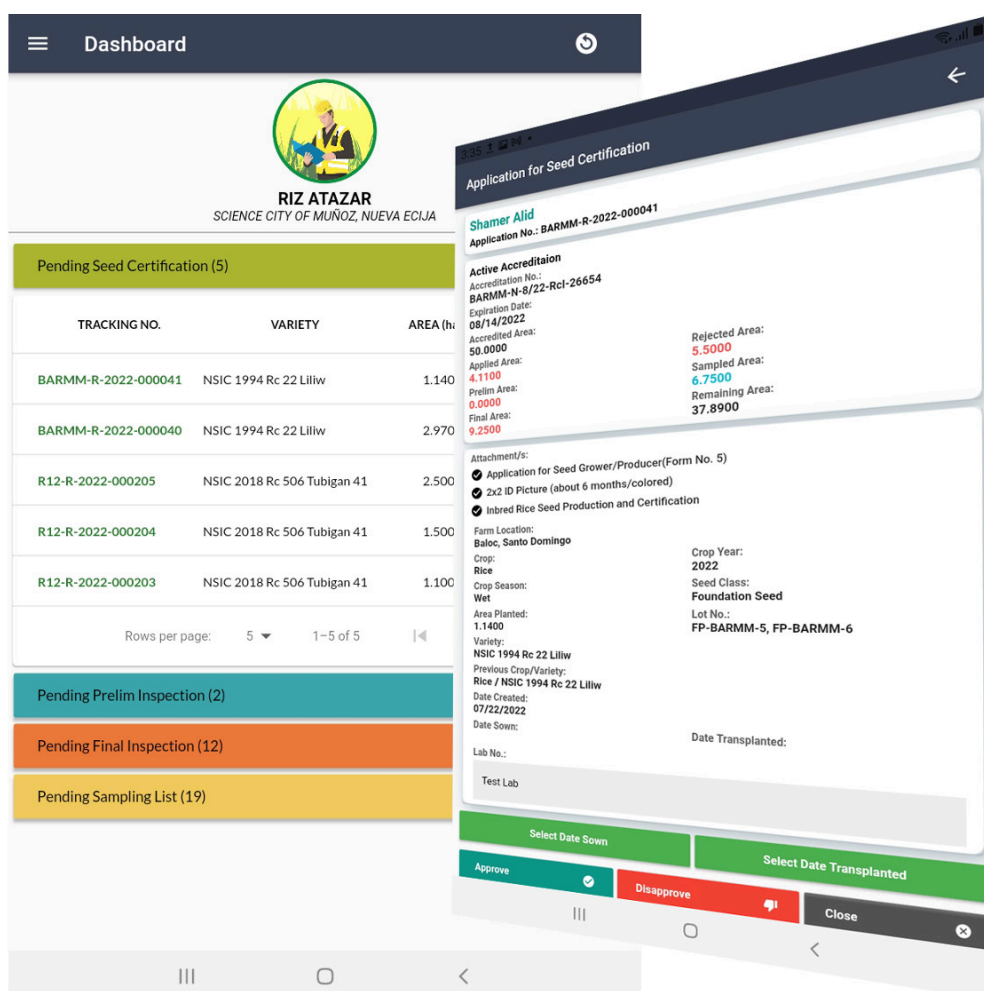 Dashboard
RIZ ATAZAR
SCIENCE CITY OF MUÑOZ, NUEVA ECIJA
Pending Seed Certification (5)
TRACKING NO. VARIETY AREA (ha
BARMM-R-2022-000041 NSIC 1994 Rc 22 Liliw 1.140
BARMM-R-2022-000040 NSIC 1994 Rc 22 Liliw 2.970
R12-R-2022-000205 NSIC 2018 Rc 506 Tubigan 41 2.500
R12-R-2022-000204 NSIC 2018 Rc 506 Tubigan 41 1.500
R12-R-2022-000203 NSIC 2018 Rc 506 Tubigan 41 1.100
Rows per page: 5 1–5 of 5
Pending Prelim Inspection (2)
Pending Final Inspection (12)
Pending Sampling List (19)
3:35
Application for Seed Certification
Shamer Alid
Application No.: BARMM-R-2022-000041
Active Accreditaion
Accreditation No.:
BARMM-N-8/22-RcI-26654
Expiration Date:
08/14/2022
Accredited Area:
50.0000
Applied Area:
4.1100
Prelim Area:
0.0000
Final Area:
9.2500
Rejected Area:
5.5000
Sampled Area:
6.7500
Remaining Area:
37.8900
Attachment/s:
Application for Seed Grower/Producer(Form No. 5)
2x2 ID Picture (about 6 months/colored)
Inbred Rice Seed Production and Certification
Farm Location:
Baloc, Santo Domingo
Crop:
Rice
Crop Season:
Wet
Area Planted:
1.1400
Variety:
NSIC 1994 Rc 22 Liliw
Previous Crop/Variety:
Rice / NSIC 1994 Rc 22 Liliw
Date Created:
07/22/2022
Date Sown:
Crop Year:
2022
Seed Class:
Foundation Seed
Lot No.:
FP-BARMM-5, FP-BARMM-6
Date Transplanted:
Lab No.:
Test Lab
Select Date Sown
Select Date Transplanted
Approve
Disapprove
Close